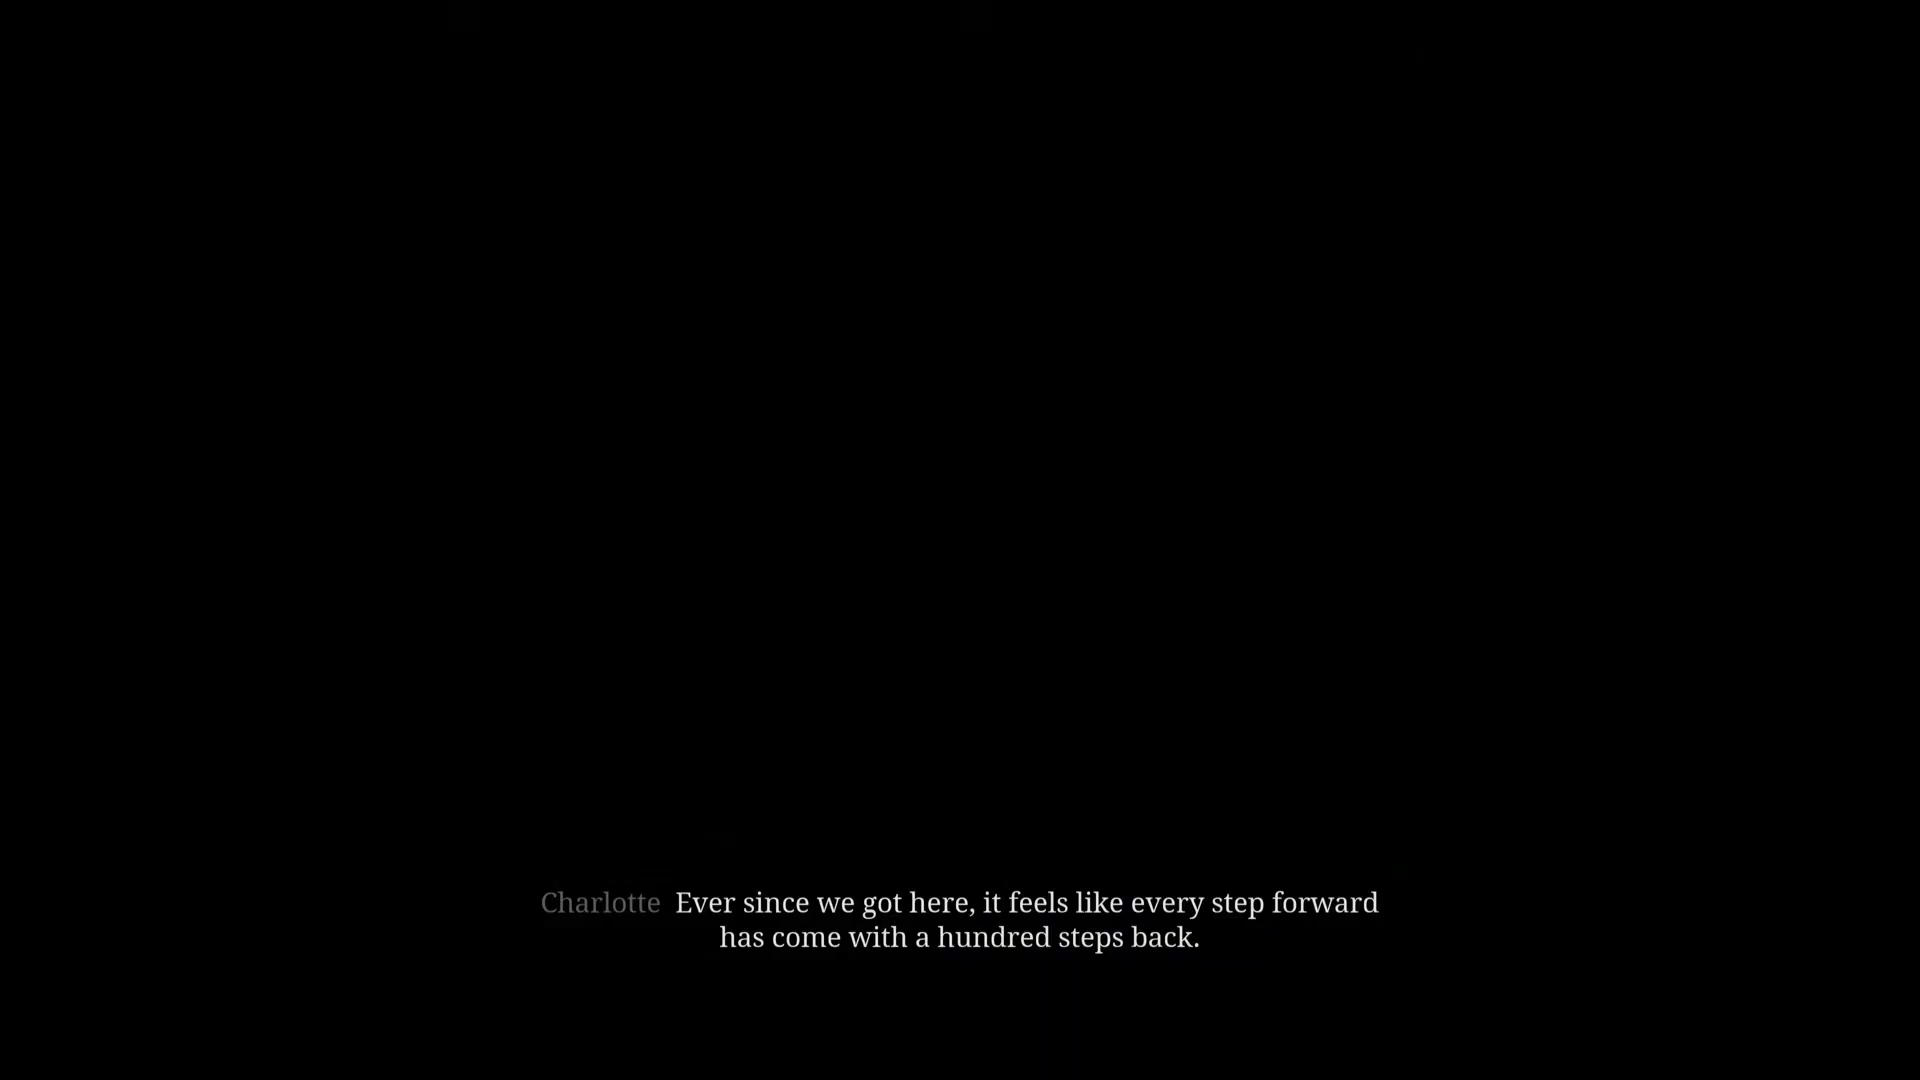 Charlotte Ever since we got here, it feels like every step forward
has come with a hundred steps back.